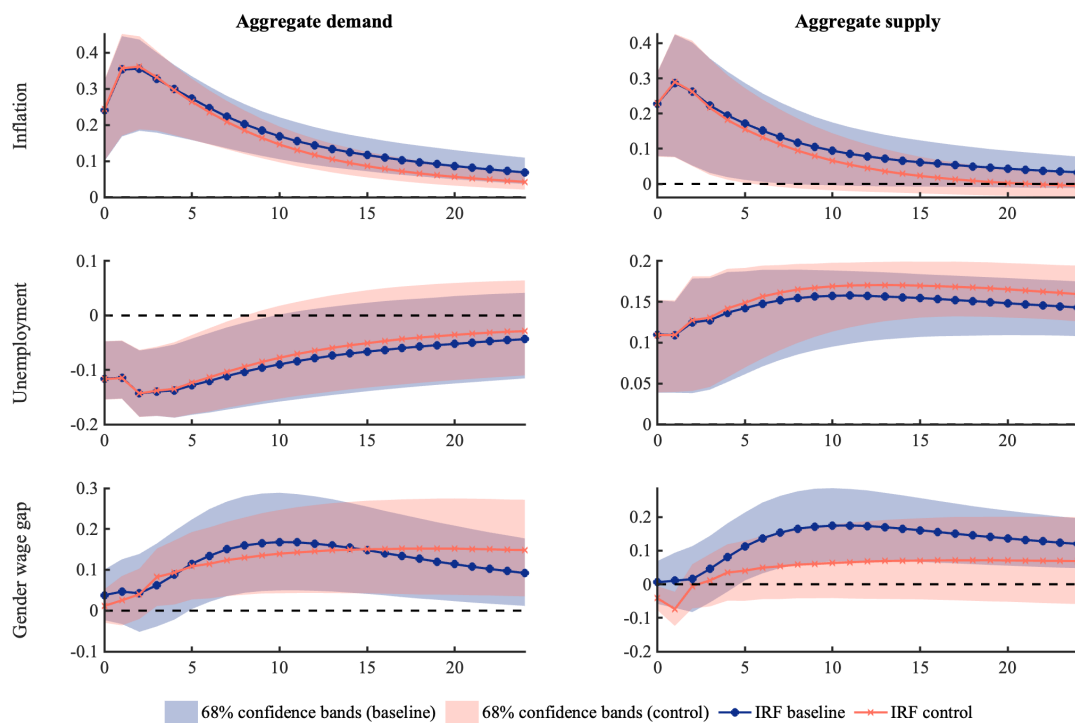 Aggregate demand
Aggregate supply
Inflation
0.4
0.3
0.2
0.1
0
0 5 10 15 20
0.4
0.3
0.2
0.1
0
0 5 10 15 20
Unemployment
0.1
0
-0.1
-0.2
0 5 10 15 20
0.2
0.15
0.1
0.05
0
0 5 10 15 20
Gender wage gap
0.3
0.2
0.1
0
-0.1
0 5 10 15 20
0.2
0.1
0
-0.1
-0.2
0 5 10 15 20
68% confidence bands (baseline) 68% confidence bands (control) IRF baseline IRF control